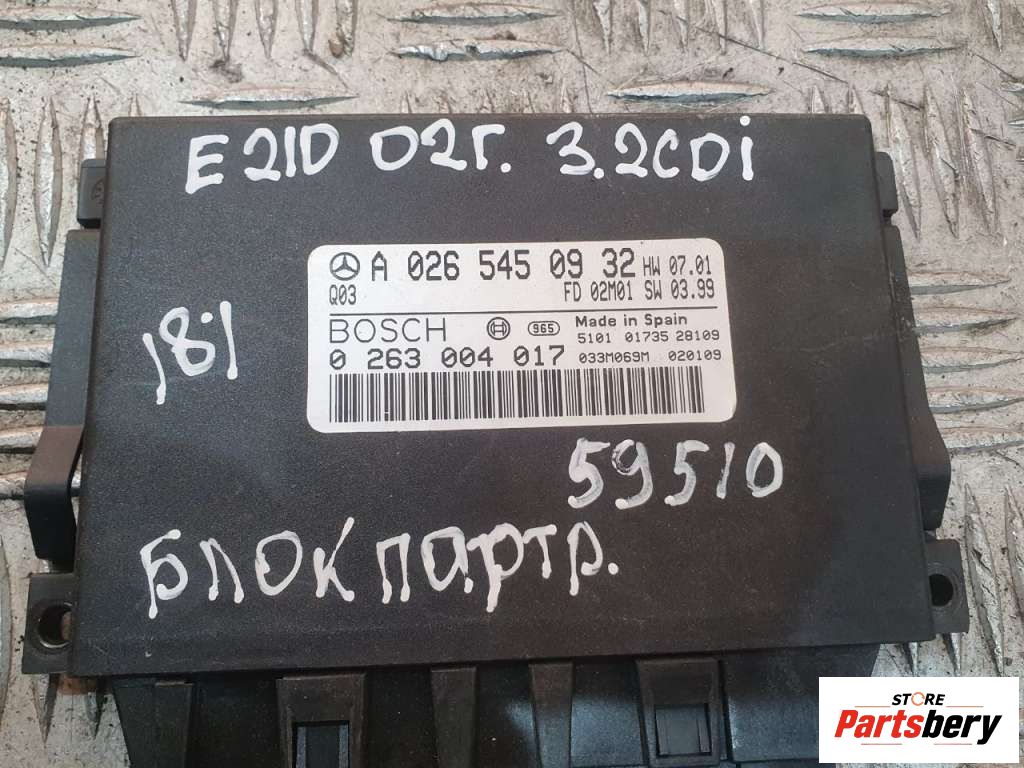 E210 02г. 3.2CDi
A 026 545 09 32 HW 07.01
Q03 FD 02M01 SW 03.99
BOSCH 965 Made in Spain
5101 01735 28109
0 263 004 017 033M069M 020109
181
59510
Блок партр.
STORE
Partsbery